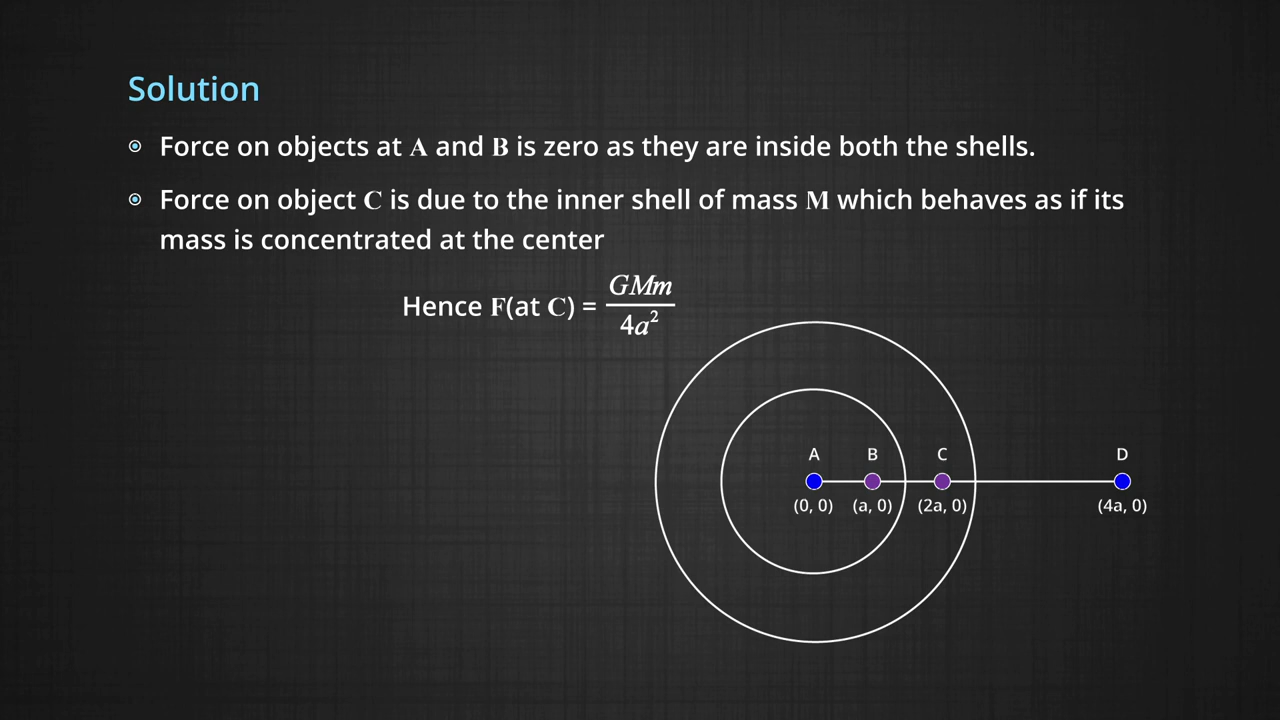 Solution
Force on objects at A and B is zero as they are inside both the shells.
Force on object C is due to the inner shell of mass M which behaves as if its
mass is concentrated at the center
Hence F(at C) = GMm / 4a²
A B C D
(0, 0) (a, 0) (2a, 0) (4a, 0)